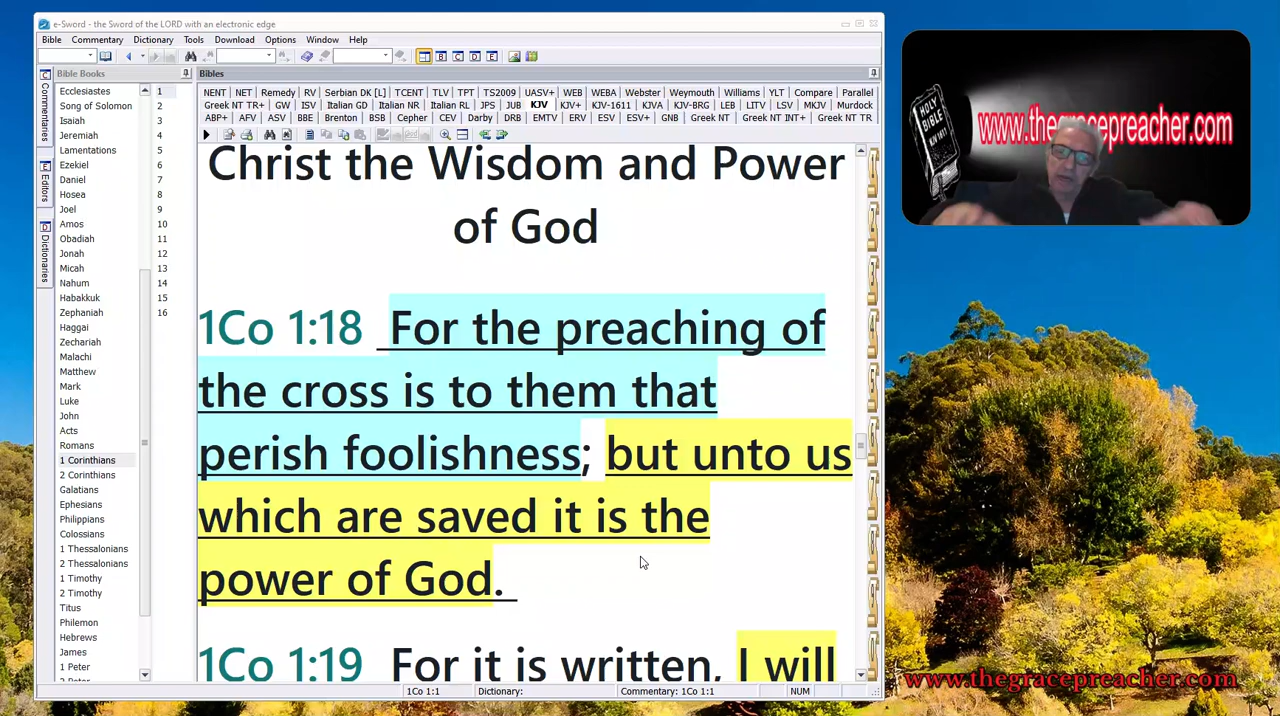 e-Sword - the Sword of the LORD with an electronic edge
Bible Commentary Dictionary Tools Download Options Window Help
B C D E
Bible Books
Bibles
Commentaries
Editors
Dictionaries
Ecclesiastes
Song of Solomon
Isaiah
Jeremiah
Lamentations
Ezekiel
Daniel
Hosea
Joel
Amos
Obadiah
Jonah
Micah
Nahum
Habakkuk
Zephaniah
Haggai
Zechariah
Malachi
Matthew
Mark
Luke
John
Acts
Romans
1 Corinthians
2 Corinthians
Galatians
Ephesians
Philippians
Colossians
1 Thessalonians
2 Thessalonians
1 Timothy
2 Timothy
Titus
Philemon
Hebrews
James
1 Peter
2 Peter
1
2
3
4
5
6
7
8
9
10
11
12
13
14
15
16
NENT NET Remedy RV Serbian DK [L] TCENT TLV TPT TS2009 UASV+ WEB WEBA Webster Weymouth Williams YLT Compare Parallel
Greek NT TR+ GW ISV Italian GD Italian NR Italian RL JPS JUB KJV KJV+ KJV-1611 KJVA KJV-BRG LEB LITV LSV MKJV Murdock
ABP+ AFV ASV+ BBE Brenton BSB Cepher CEV Darby DRB EMTV ERV ESV ESV+ GNB Greek NT Greek NT INT+ Greek NT TR
Christ the Wisdom and Power
of God
1Co 1:18 For the preaching of
the cross is to them that
perish foolishness; but unto us
which are saved it is the
power of God.
1Co 1:19 For it is written, I will
1Co 1:1 Dictionary: Commentary: 1Co 1:1 NUM
HOLY
BIBLE
www.thegracepreacher.com
www.thegracepreacher.com